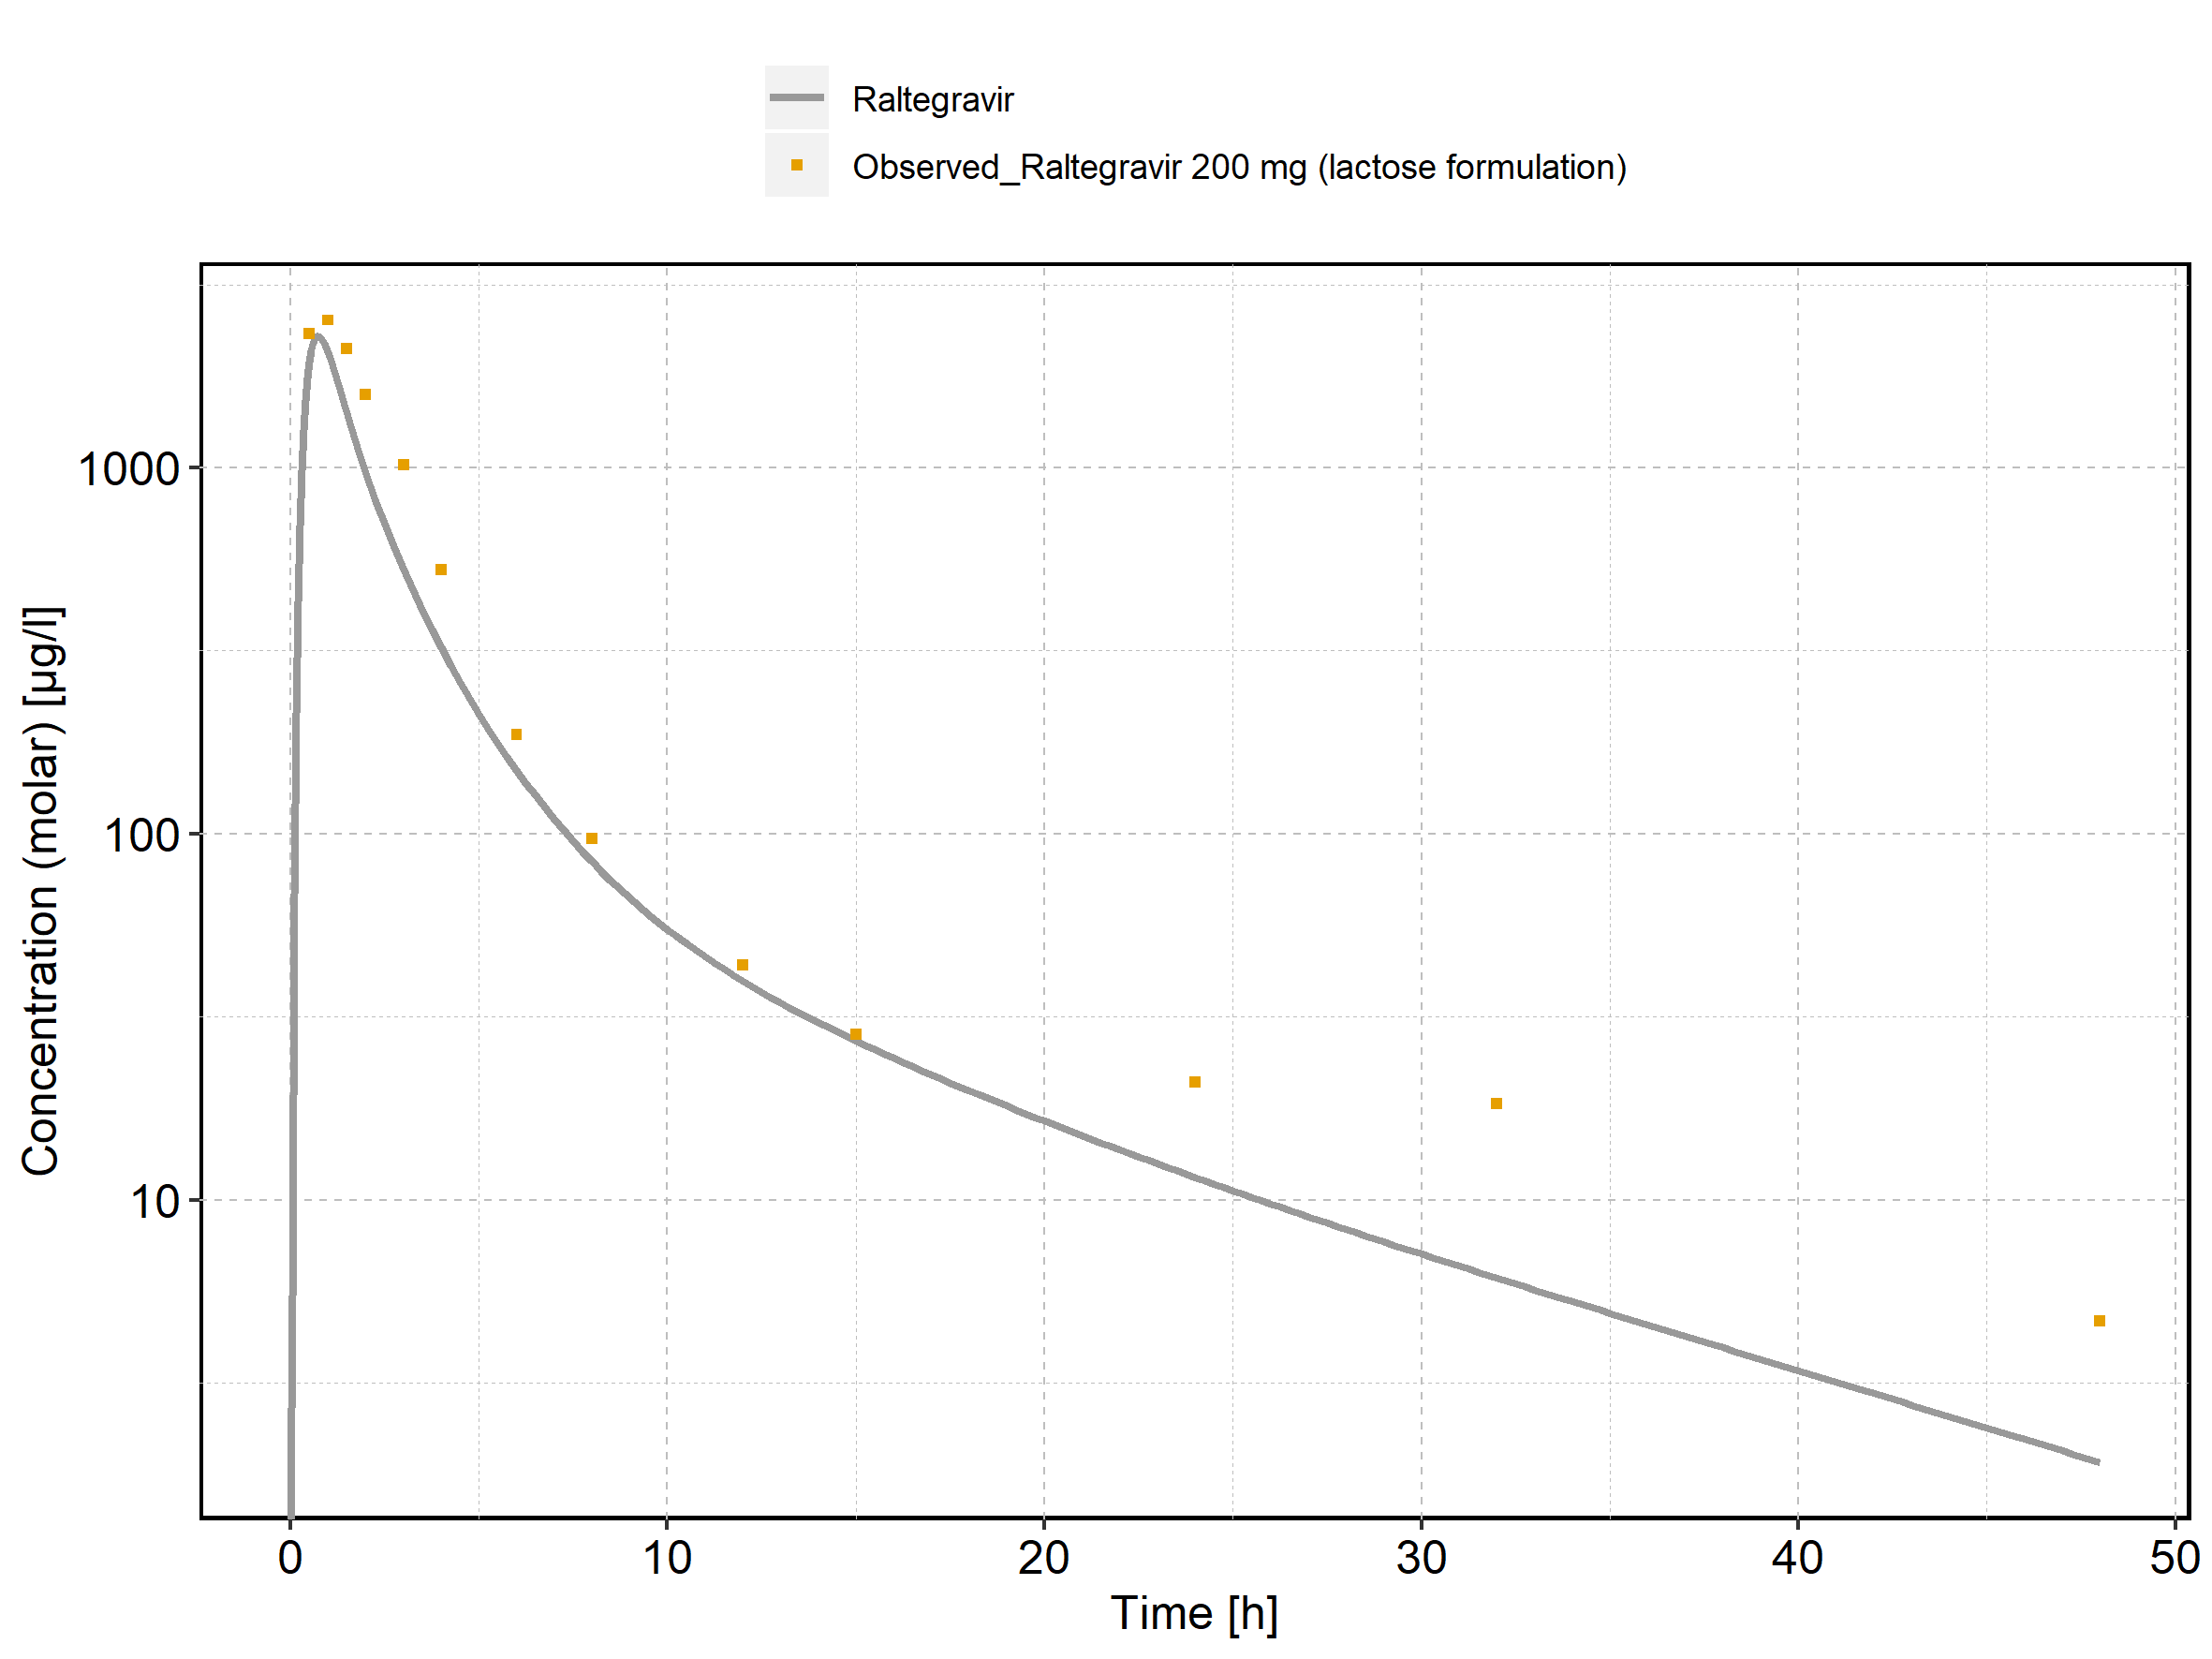 Raltegravir
Observed_Raltegravir 200 mg (lactose formulation)
Concentration (molar) [µg/l]
1000
100
10
0 10 20 30 40 50
Time [h]